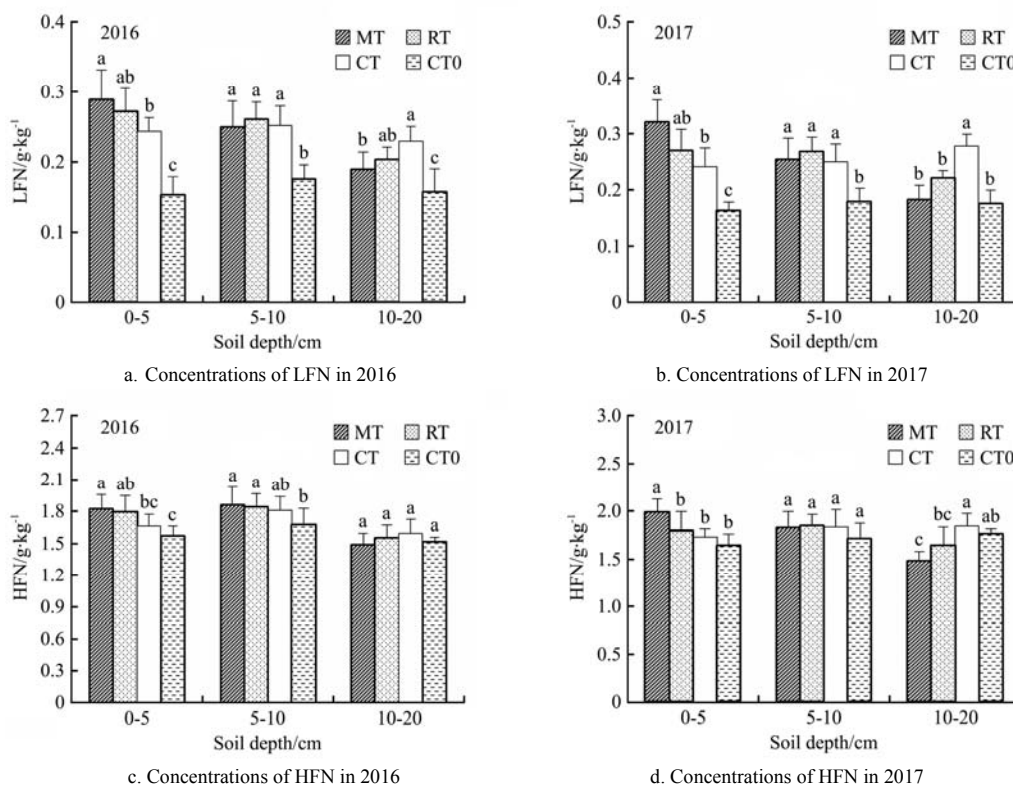 2016
MT RT
CT CT0
LFN/g·kg⁻¹
0.4
0.3
0.2
0.1
0
a ab b c
a a a b
b ab a c
0-5 5-10 10-20
Soil depth/cm
a. Concentrations of LFN in 2016
2017
MT RT
CT CT0
LFN/g·kg⁻¹
0.5
0.4
0.3
0.2
0.1
0
a ab b c
a a a b
b b a b
0-5 5-10 10-20
Soil depth/cm
b. Concentrations of LFN in 2017
2016
MT RT
CT CT0
HFN/g·kg⁻¹
2.7
2.4
2.1
1.8
1.5
1.2
0.9
0.6
0.3
0
a ab bc c
a a ab b
a a a a
0-5 5-10 10-20
Soil depth/cm
c. Concentrations of HFN in 2016
2017
MT RT
CT CT0
HFN/g·kg⁻¹
3.0
2.5
2.0
1.5
1.0
0.5
0
a b b b
a a a a
c bc a ab
0-5 5-10 10-20
Soil depth/cm
d. Concentrations of HFN in 2017